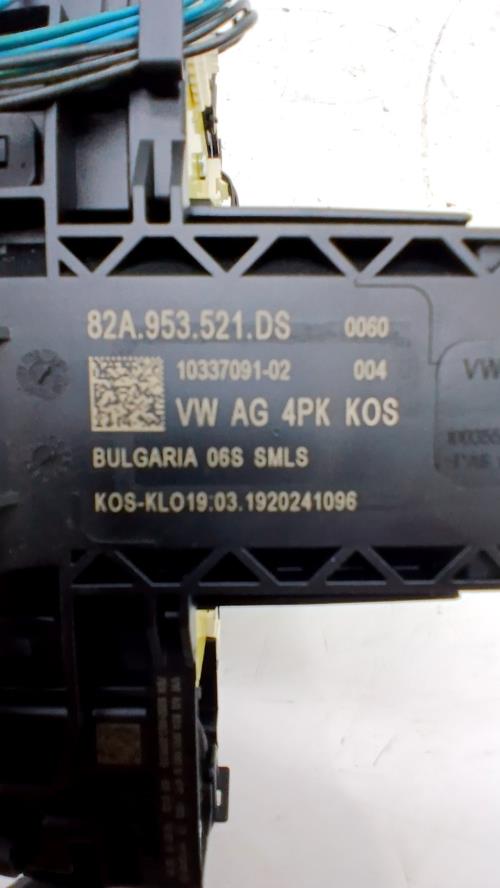 82A.953.521.DS 0060
10337091-02 004
VW AG 4PK KOS
BULGARIA 06S SMLS
KOS-KLO19:03.1920241096
VW